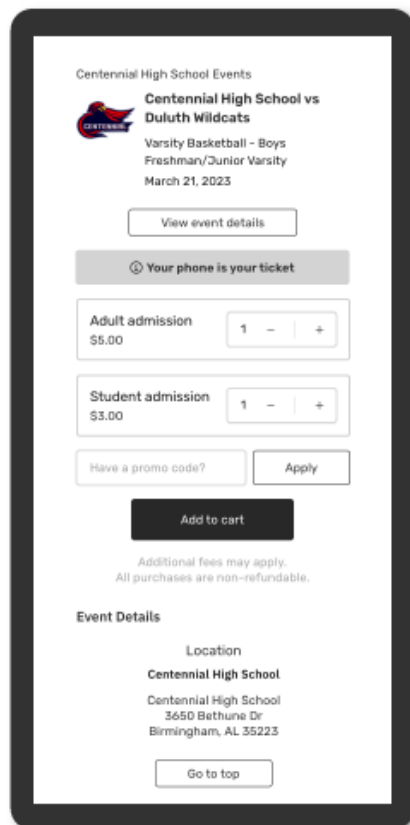 Centennial High School Events
Centennial High School vs
Duluth Wildcats
CENTENNIAL
Varsity Basketball - Boys
Freshman/Junior Varsity
March 21, 2023
View event details
Your phone is your ticket
Adult admission
$5.00
1 - +
Student admission
$3.00
1 - +
Have a promo code? Apply
Add to cart
Additional fees may apply.
All purchases are non-refundable.
Event Details
Location
Centennial High School
Centennial High School
3650 Bethune Dr
Birmingham, AL 35223
Go to top